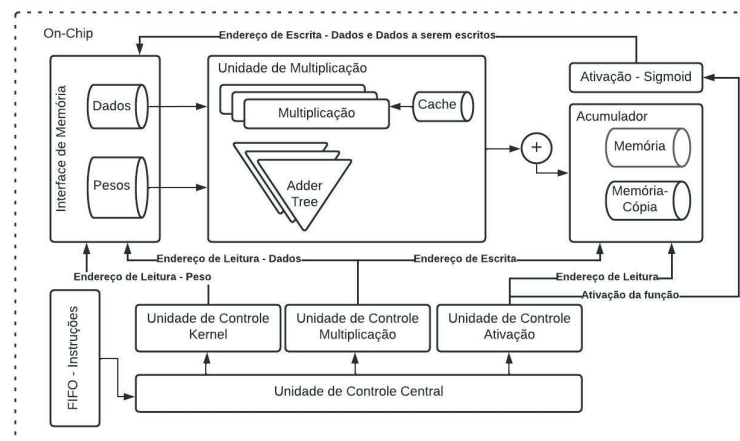 On-Chip
Endereço de Escrita - Dados e Dados a serem escritos
Interface de Memória
Dados
Pesos
Unidade de Multiplicação
Multiplicação
Cache
Adder
Tree
+
Ativação - Sigmoid
Acumulador
Memória
Memória-
Cópia
Endereço de Leitura - Dados
Endereço de Escrita
Endereço de Leitura - Peso
Endereço de Leitura
Ativação da função
FIFO - Instruções
Unidade de Controle
Kernel
Unidade de Controle
Multiplicação
Unidade de Controle
Ativação
Unidade de Controle Central